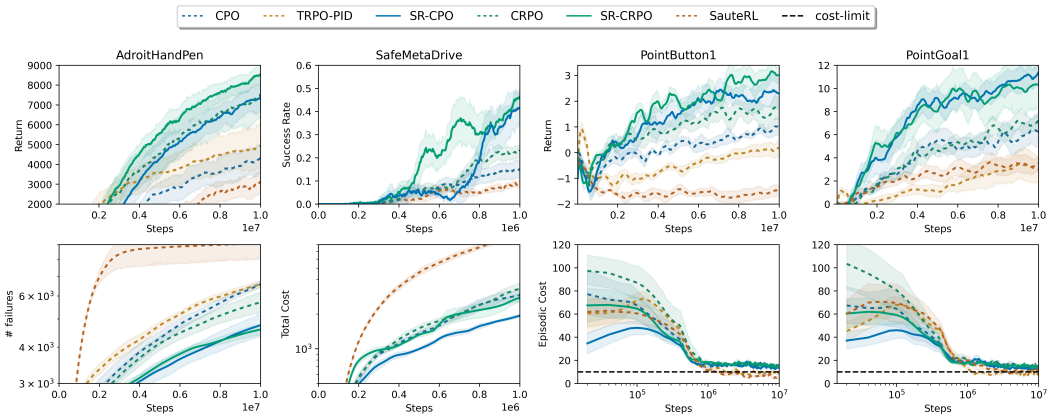 CPO TRPO-PID SR-CPO CRPO SR-CRPO SauteRL cost-limit
AdroitHandPen
Return
9000
8000
7000
6000
5000
4000
3000
2000
0.2 0.4 0.6 0.8 1.0
Steps 1e7
SafeMetaDrive
Success Rate
0.6
0.5
0.4
0.3
0.2
0.1
0.0
0.0 0.2 0.4 0.6 0.8 1.0
Steps 1e6
PointButton1
Return
3
2
1
0
−1
−2
0.2 0.4 0.6 0.8 1.0
Steps 1e7
PointGoal1
12
10
8
6
4
2
0
0.2 0.4 0.6 0.8 1.0
Steps 1e7
# failures
6 × 10³
4 × 10³
3 × 10³
0.2 0.4 0.6 0.8 1.0
Steps 1e7
Total Cost
10³
0.0 0.2 0.4 0.6 0.8 1.0
Steps 1e6
Episodic Cost
120
100
80
60
40
20
0
10⁵ 10⁶ 10⁷
Steps
120
100
80
60
40
20
0
10⁵ 10⁶ 10⁷
Steps